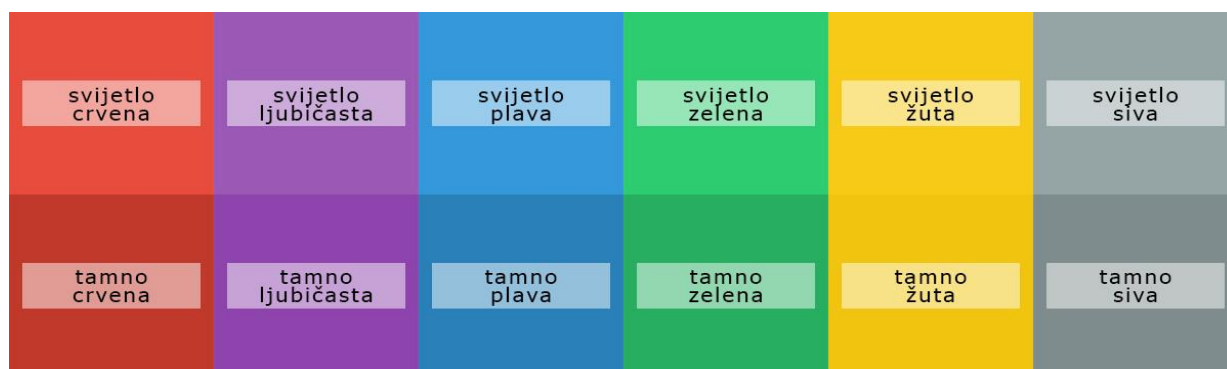 svijetlo
crvena
svijetlo
ljubičasta
svijetlo
plava
svijetlo
zelena
svijetlo
žuta
svijetlo
siva
tamno
crvena
tamno
ljubičasta
tamno
plava
tamno
zelena
tamno
žuta
tamno
siva